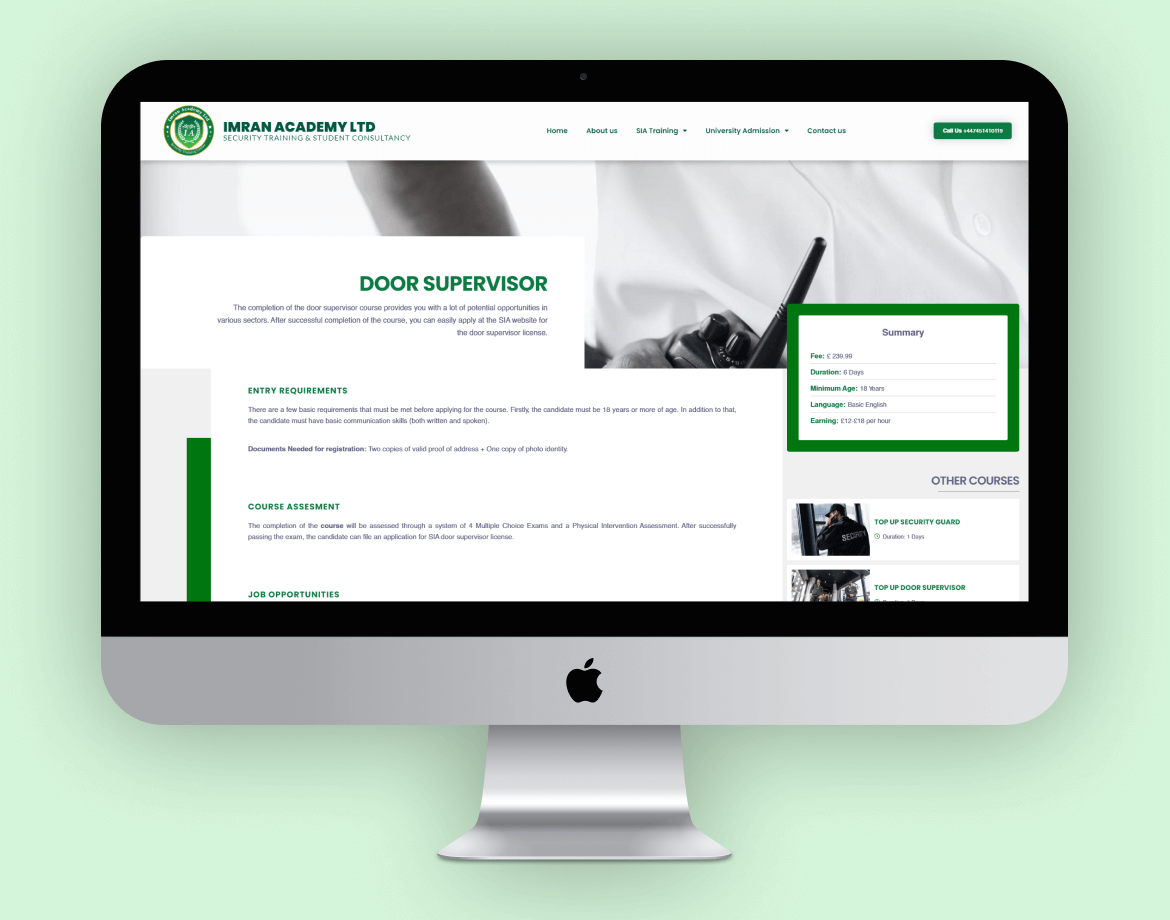 IMRAN ACADEMY LTD
SECURITY TRAINING & STUDENT CONSULTANCY
Home
About us
SIA Training
University Admission
Contact us
Call Us +447451410119
Imran Academy Ltd
IA
DOOR SUPERVISOR
The completion of the door supervisor course provides you with a lot of potential opportunities in
various sectors. After successful completion of the course, you can easily apply at the SIA website for
the door supervisor license.
Summary
Fee: £ 239.99
Duration: 6 Days
Minimum Age: 18 Years
Language: Basic English
Earning: £12-£18 per hour
ENTRY REQUIREMENTS
There are a few basic requirements that must be met before applying for the course. Firstly, the candidate must be 18 years or more of age. In addition to that,
the candidate must have basic communication skills (both written and spoken).
Documents Needed for registration: Two copies of valid proof of address + One copy of photo identity.
COURSE ASSESMENT
The completion of the course will be assessed through a system of 4 Multiple Choice Exams and a Physical Intervention Assessment. After successfully
passing the exam, the candidate can file an application for SIA door supervisor license.
JOB OPPORTUNITIES
OTHER COURSES
SECURITY
TOP UP SECURITY GUARD
Duration: 1 Days
TOP UP DOOR SUPERVISOR